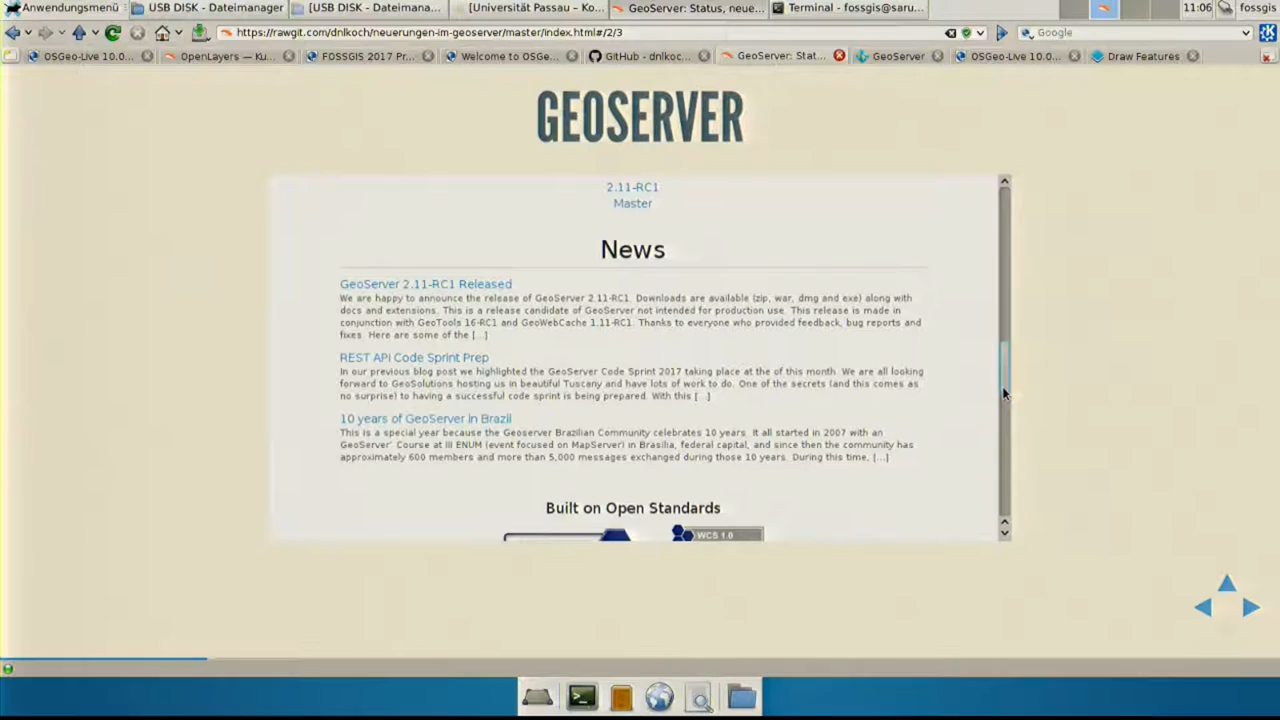 Anwendungsmenü
USB DISK - Dateimanager
[USB DISK - Dateimana...
[Universität Passau - Ko...
GeoServer: Status, neue...
Terminal - fossgis@saru...
11:06
fossgis
https://rawgit.com/dnlkoch/neuerungen-im-geoserver/master/index.html#/2/3
Google
OSGeo-Live 10.0...
OpenLayers — Ku...
FOSSGIS 2017 Pr...
Welcome to OSGe...
GitHub - dnlkoc...
GeoServer: Stat...
GeoServer
OSGeo-Live 10.0...
Draw Features
GEOSERVER
2.11-RC1
Master
News
GeoServer 2.11-RC1 Released
We are happy to announce the release of GeoServer 2.11-RC1. Downloads are available (zip, war, dmg and exe) along with
docs and extensions. This is a release candidate of GeoServer not intended for production use. This release is made in
conjunction with GeoTools 16-RC1 and GeoWebCache 1.11-RC1. Thanks to everyone who provided feedback, bug reports and
fixes. Here are some of the [...]
REST API Code Sprint Prep
In our previous blog post we highlighted the GeoServer Code Sprint 2017 taking place at the of this month. We are all looking
forward to GeoSolutions hosting us in beautiful Tuscany and have lots of work to do. One of the secrets (and this comes as
no surprise) to having a successful code sprint is being prepared. With this [...]
10 years of GeoServer in Brazil
This is a special year because the Geoserver Brazilian Community celebrates 10 years. It all started in 2007 with an
GeoServer' Course at III ENUM (event focused on MapServer) in Brasilia, federal capital, and since then the community has
approximately 600 members and more than 5,000 messages exchanged during those 10 years. During this time, [...]
Built on Open Standards
WCS 1.0